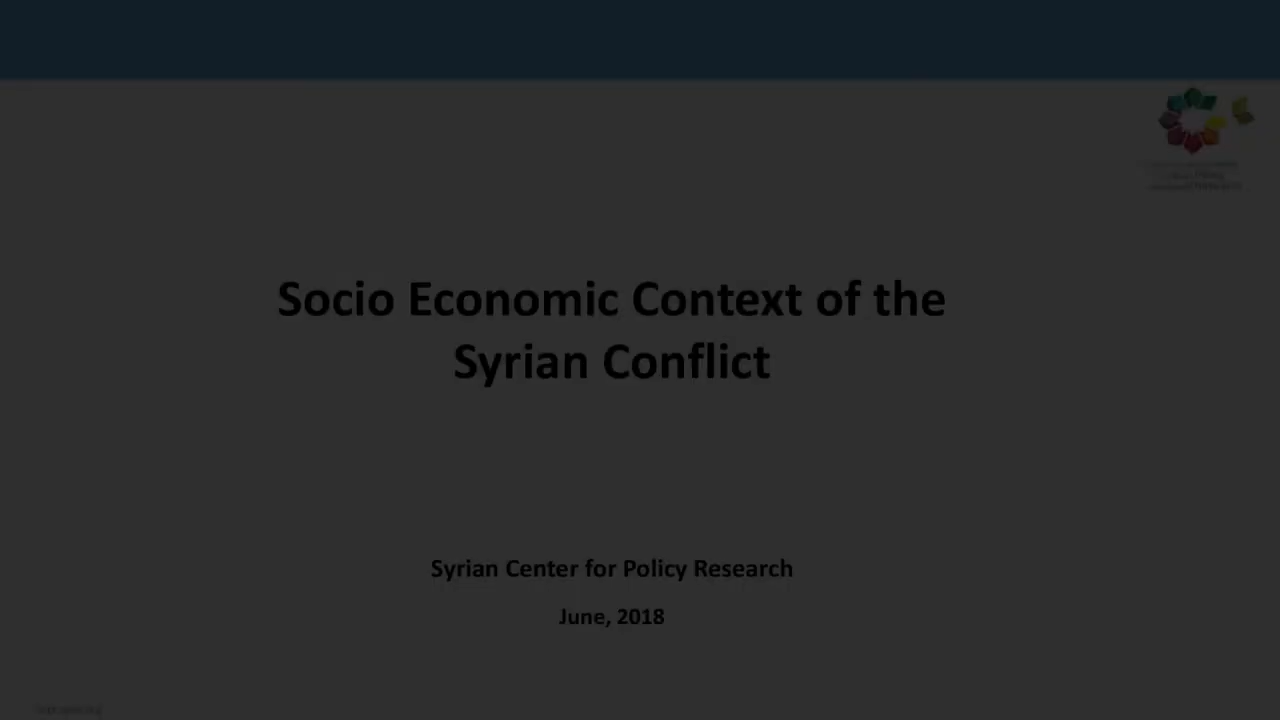 Socio Economic Context of the
Syrian Conflict
Syrian Center for Policy Research
June, 2018